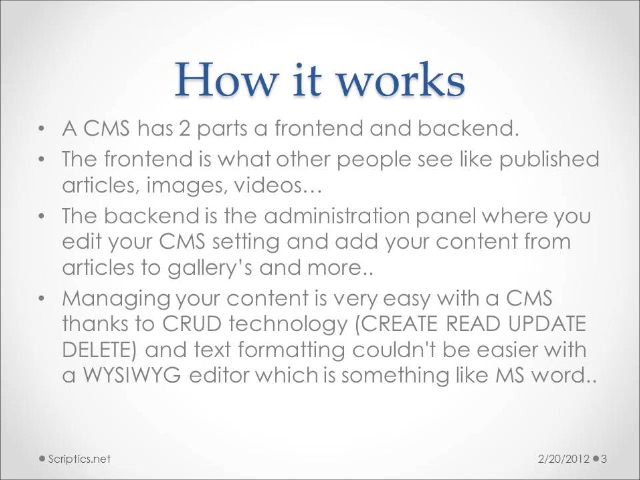 How it works
• A CMS has 2 parts a frontend and backend.
• The frontend is what other people see like published
articles, images, videos…
• The backend is the administration panel where you
edit your CMS setting and add your content from
articles to gallery’s and more..
• Managing your content is very easy with a CMS
thanks to CRUD technology (CREATE READ UPDATE
DELETE) and text formatting couldn't be easier with
a WYSIWYG editor which is something like MS word..
Scriptics.net 2/20/2012 3